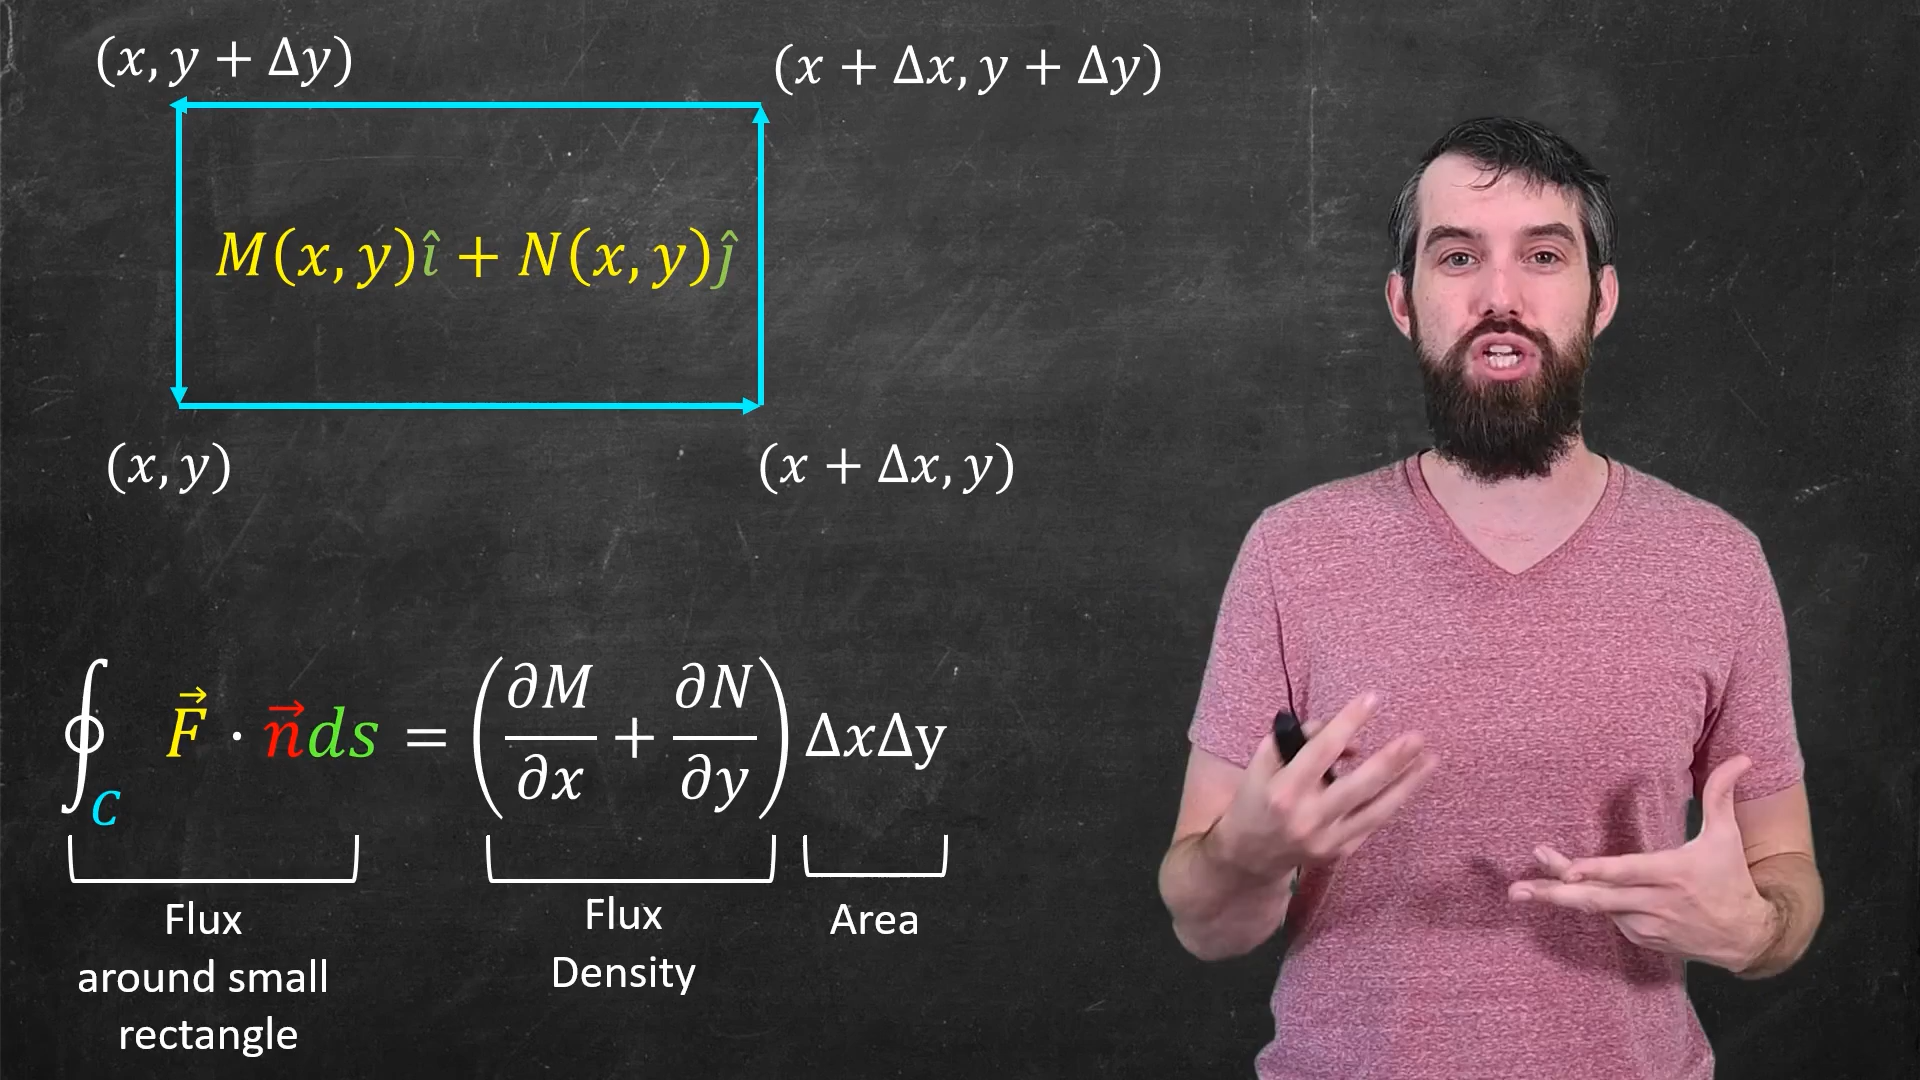 (x, y + Δy)
(x + Δx, y + Δy)
M(x, y)î + N(x, y)ĵ
(x, y)
(x + Δx, y)
∮_C F⃗ · n⃗ds = (∂M/∂x + ∂N/∂y) ΔxΔy
Flux
around small
rectangle
Flux
Density
Area